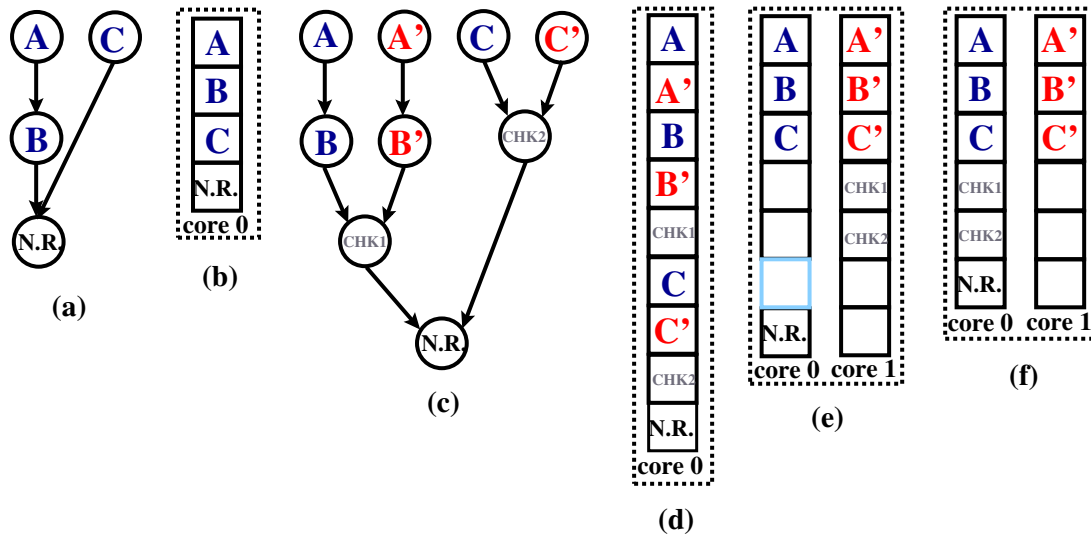 A C
B
N.R.
(a)
A
B
C
N.R.
core 0
(b)
A A’ C C’
B B’ CHK2
CHK1
N.R.
(c)
A
A’
B
B’
CHK1
C
C’
CHK2
N.R.
core 0
(d)
A A’
B B’
C C’
CHK1
CHK2
N.R.
core 0 core 1
(e)
A A’
B B’
C C’
CHK1
CHK2
N.R.
core 0 core 1
(f)